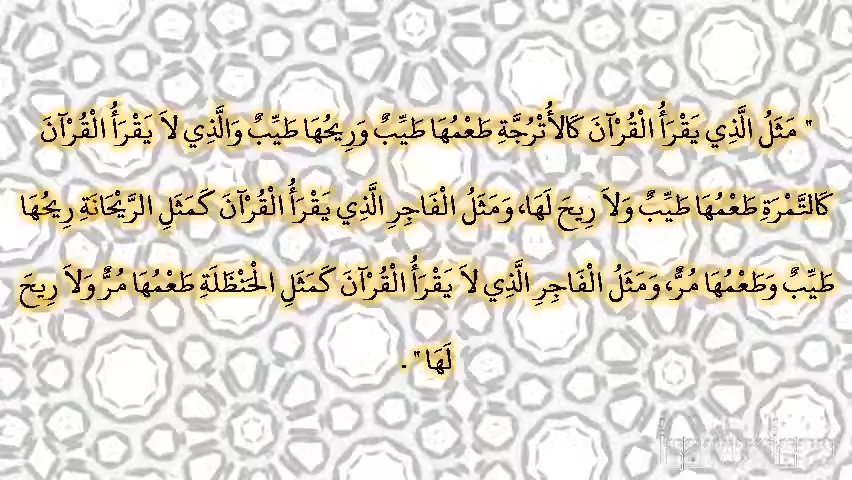 " مَثَلُ الَّذِي يَقْرَأُ الْقُرْآنَ كَالأُتْرُجَّةِ طَعْمُهَا طَيِّبٌ وَرِيحُهَا طَيِّبٌ وَالَّذِي لاَ يَقْرَأُ الْقُرْآنَ
كَالتَّمْرَةِ طَعْمُهَا طَيِّبٌ وَلاَ رِيحَ لَهَا، وَمَثَلُ الْفَاجِرِ الَّذِي يَقْرَأُ الْقُرْآنَ كَمَثَلِ الرَّيْحَانَةِ رِيحُهَا
طَيِّبٌ وَطَعْمُهَا مُرٌّ، وَمَثَلُ الْفَاجِرِ الَّذِي لاَ يَقْرَأُ الْقُرْآنَ كَمَثَلِ الْحَنْظَلَةِ طَعْمُهَا مُرٌّ وَلاَ رِيحَ
لَهَا ".